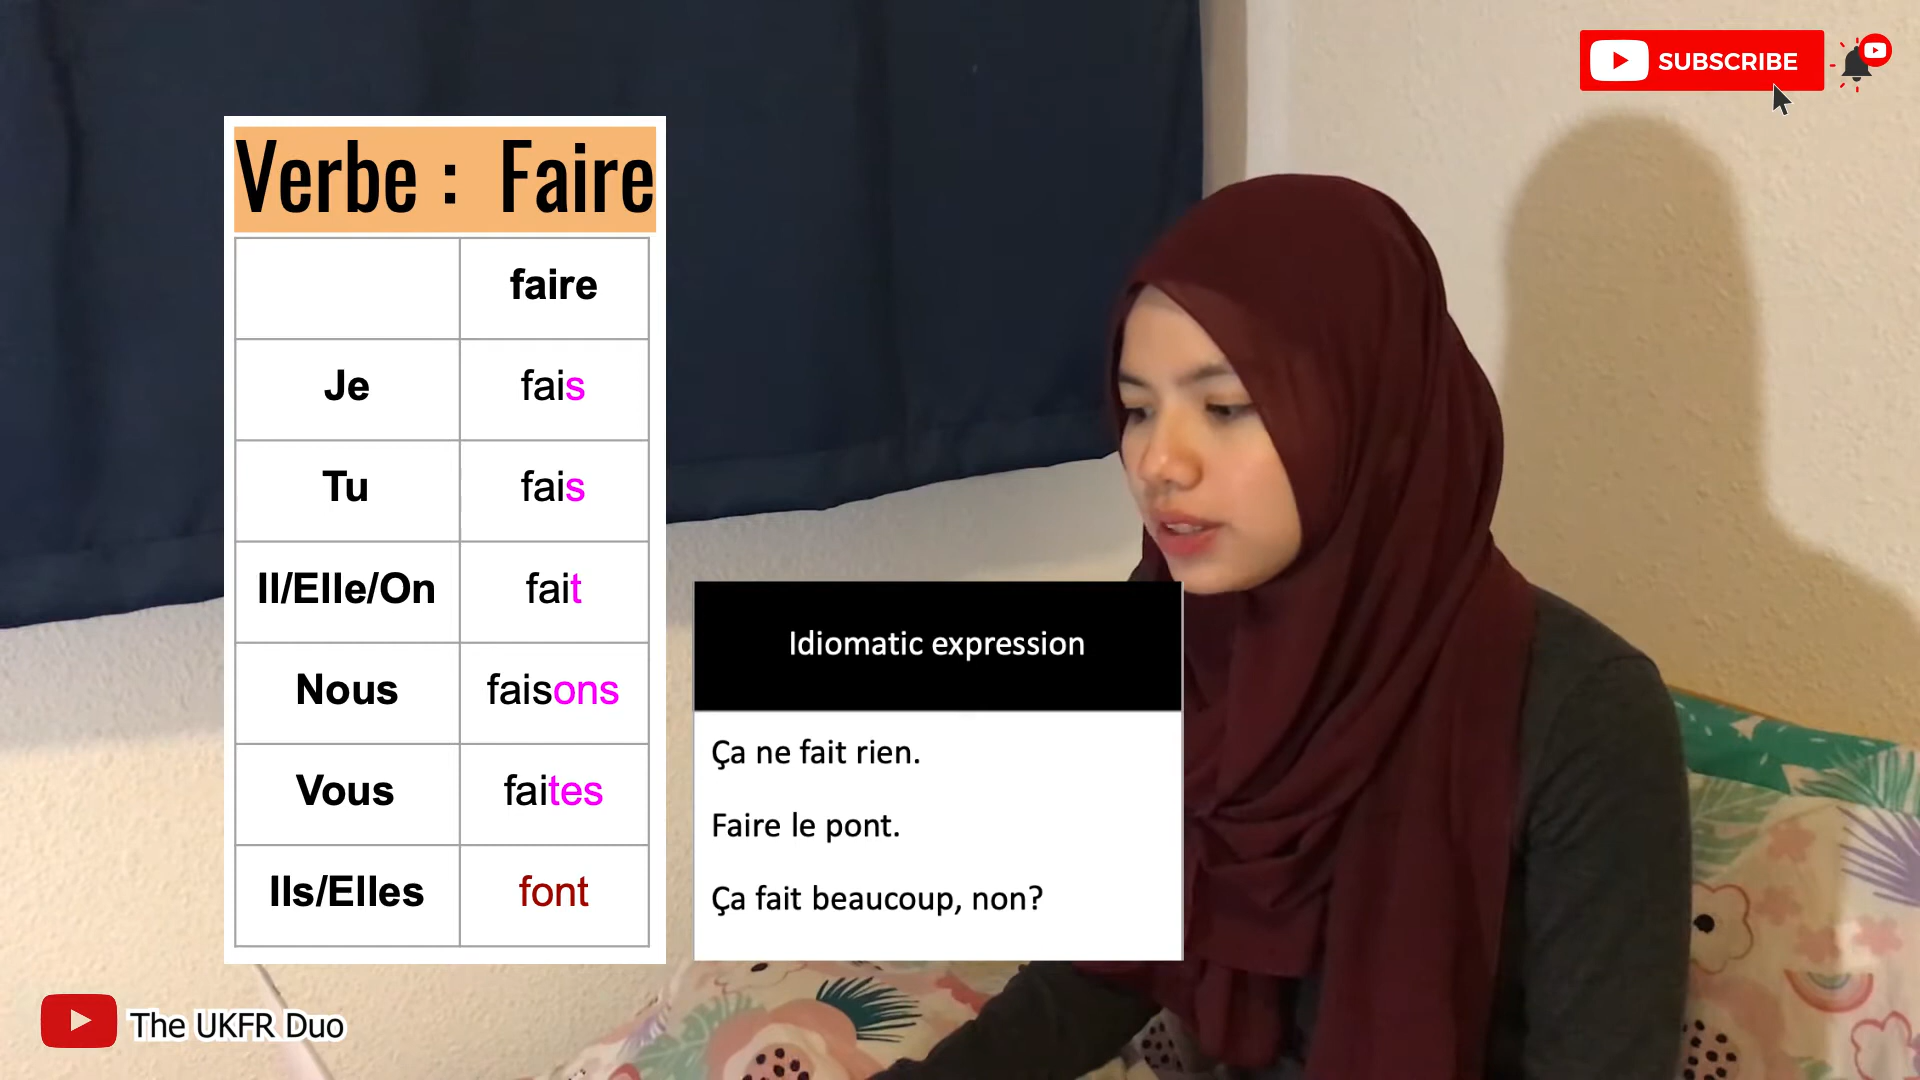 SUBSCRIBE
Verbe : Faire
faire
Je fais
Tu fais
Il/Elle/On fait
Nous faisons
Vous faites
Ils/Elles font
Idiomatic expression
Ça ne fait rien.
Faire le pont.
Ça fait beaucoup, non?
The UKFR Duo